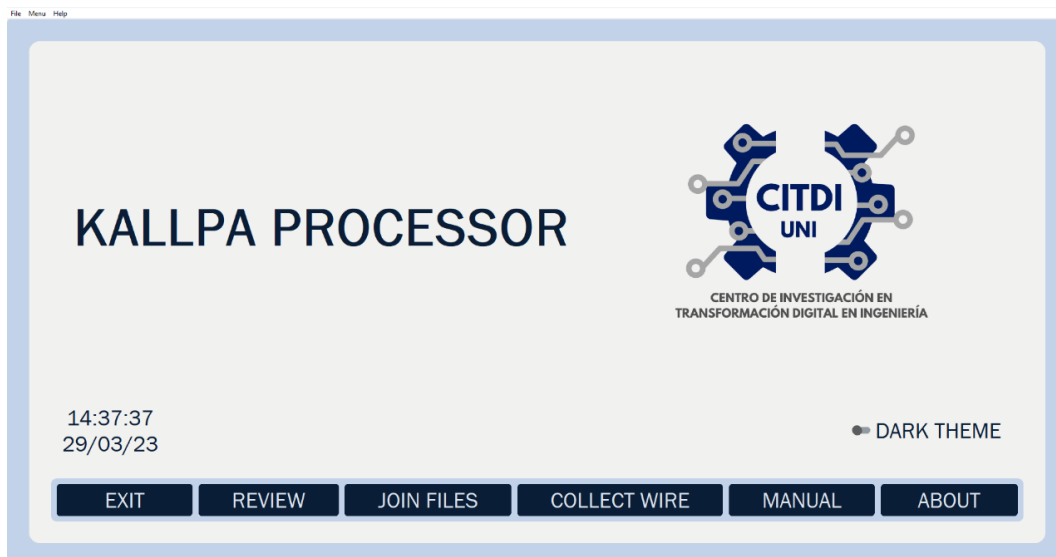 File Menu Help
KALLPA PROCESSOR
CITDI
UNI
CENTRO DE INVESTIGACIÓN EN
TRANSFORMACIÓN DIGITAL EN INGENIERÍA
14:37:37
29/03/23
DARK THEME
EXIT REVIEW JOIN FILES COLLECT WIRE MANUAL ABOUT